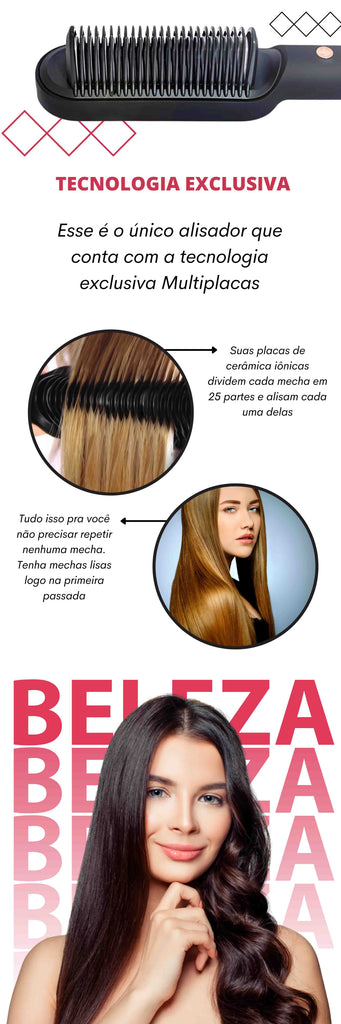 TECNOLOGIA EXCLUSIVA
Esse é o único alisador que
conta com a tecnologia
exclusiva Multiplacas
Suas placas de
cerâmica iônicas
dividem cada mecha em
25 partes e alisam cada
uma delas
Tudo isso pra você
não precisar repetir
nenhuma mecha.
Tenha mechas lisas
logo na primeira
passada
BELEZA
BELEZA
BELEZA
BELEZA
BELEZA